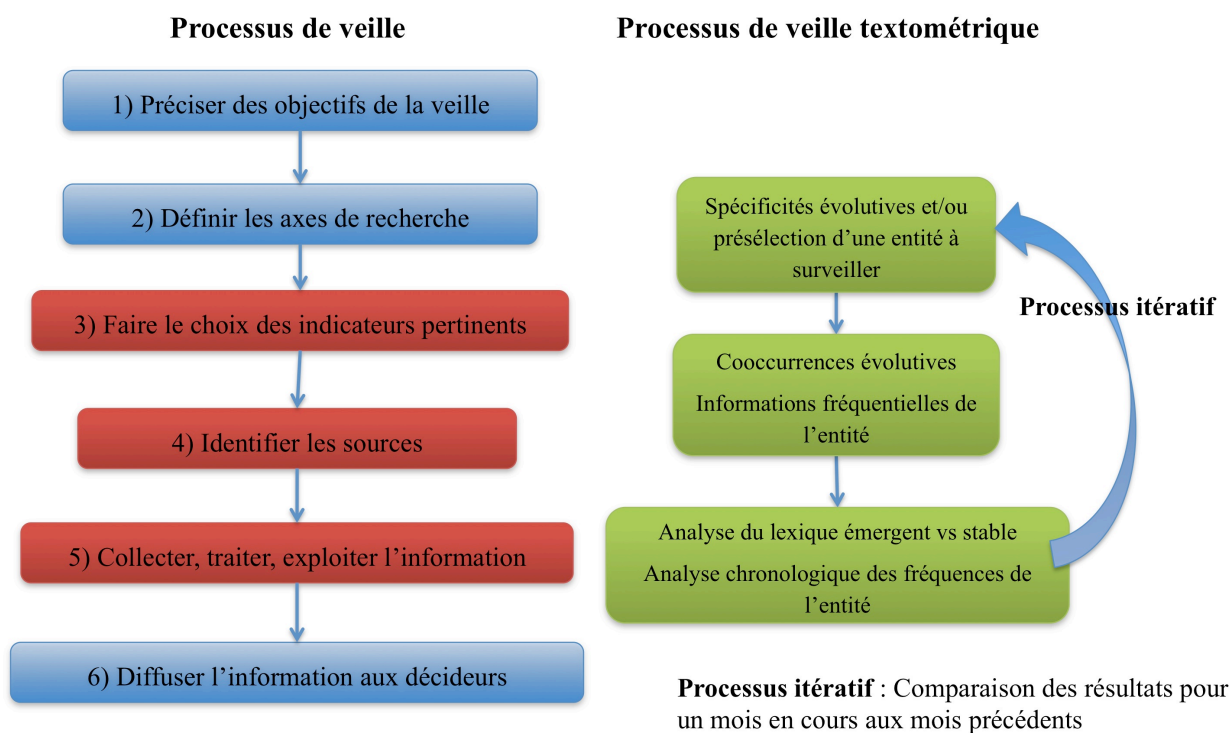 Processus de veille
1) Préciser des objectifs de la veille
2) Définir les axes de recherche
3) Faire le choix des indicateurs pertinents
4) Identifier les sources
5) Collecter, traiter, exploiter l’information
6) Diffuser l’information aux décideurs
Processus de veille textométrique
Spécificités évolutives et/ou
présélection d’une entité à
surveiller
Processus itératif
Cooccurrences évolutives
Informations fréquentielles de
l’entité
Analyse du lexique émergent vs stable
Analyse chronologique des fréquences de
l’entité
Processus itératif : Comparaison des résultats pour
un mois en cours aux mois précédents